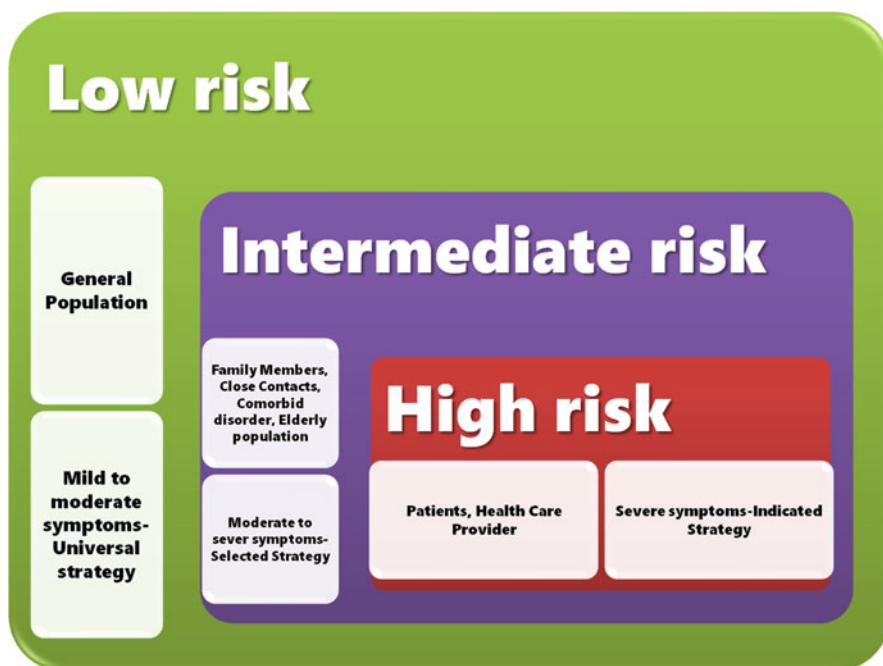 Low risk
General
Population
Mild to
moderate
symptoms-
Universal
strategy
Intermediate risk
Family Members,
Close Contacts,
Comorbid
disorder, Elderly
population
Moderate to
sever symptoms-
Selected Strategy
High risk
Patients, Health Care
Provider
Severe symptoms-Indicated
Strategy